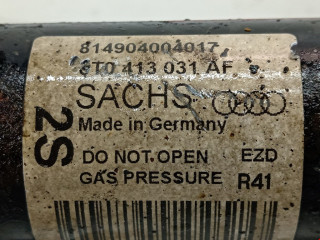 814904004017
8T0 413 031 AF
SACHS
Made in Germany
2S
DO NOT OPEN EZD
GAS PRESSURE R41